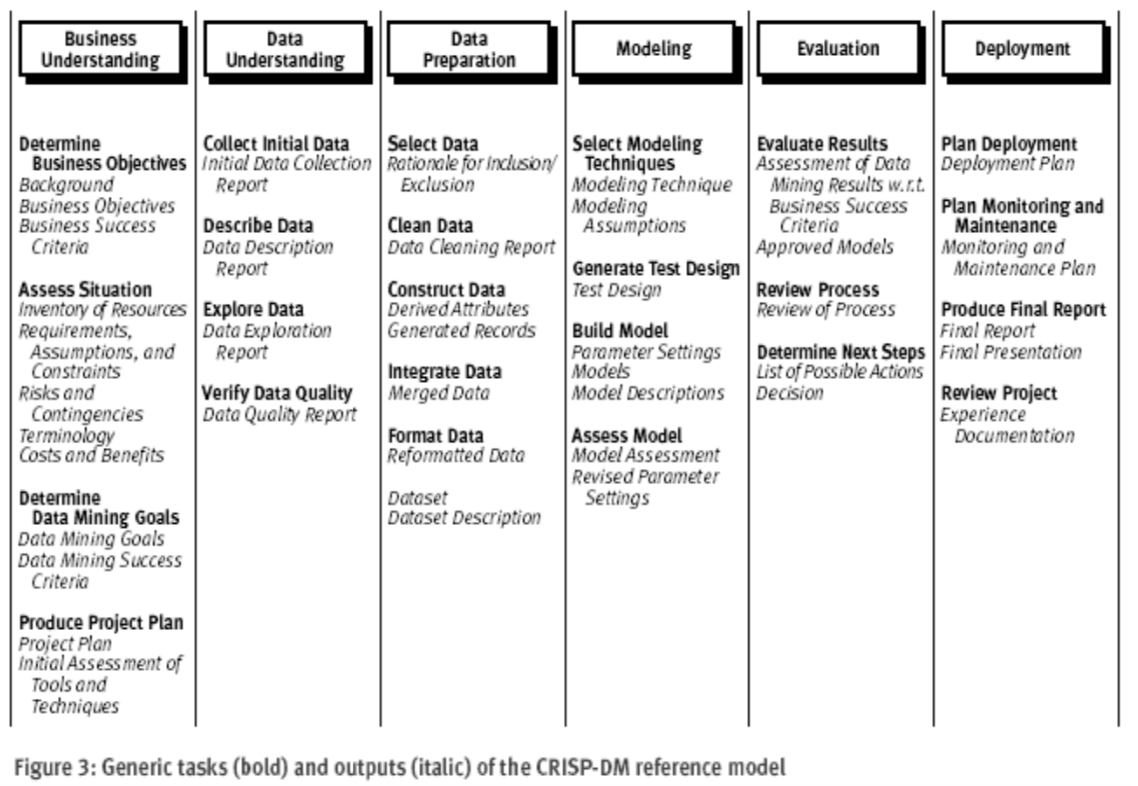 Business
Understanding
Data
Understanding
Data
Preparation
Modeling
Evaluation
Deployment
Determine
Business Objectives
Background
Business Objectives
Business Success
Criteria
Assess Situation
Inventory of Resources
Requirements,
Assumptions, and
Constraints
Risks and
Contingencies
Terminology
Costs and Benefits
Determine
Data Mining Goals
Data Mining Goals
Data Mining Success
Criteria
Produce Project Plan
Project Plan
Initial Assessment of
Tools and
Techniques
Collect Initial Data
Initial Data Collection
Report
Describe Data
Data Description
Report
Explore Data
Data Exploration
Report
Verify Data Quality
Data Quality Report
Select Data
Rationale for Inclusion/
Exclusion
Clean Data
Data Cleaning Report
Construct Data
Derived Attributes
Generated Records
Integrate Data
Merged Data
Format Data
Reformatted Data
Dataset
Dataset Description
Select Modeling
Techniques
Modeling Technique
Modeling
Assumptions
Generate Test Design
Test Design
Build Model
Parameter Settings
Models
Model Descriptions
Assess Model
Model Assessment
Revised Parameter
Settings
Evaluate Results
Assessment of Data
Mining Results w.r.t.
Business Success
Criteria
Approved Models
Review Process
Review of Process
Determine Next Steps
List of Possible Actions
Decision
Plan Deployment
Deployment Plan
Plan Monitoring and
Maintenance
Monitoring and
Maintenance Plan
Produce Final Report
Final Report
Final Presentation
Review Project
Experience
Documentation
Figure 3: Generic tasks (bold) and outputs (italic) of the CRISP-DM reference model